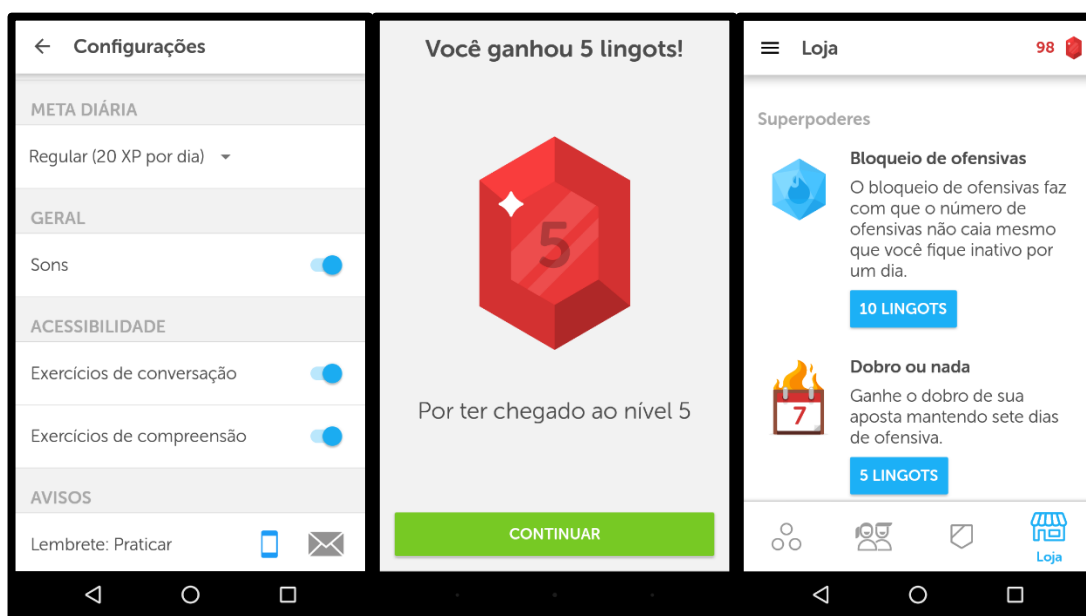 Configurações
META DIÁRIA
Regular (20 XP por dia)
GERAL
Sons
ACESSIBILIDADE
Exercícios de conversação
Exercícios de compreensão
AVISOS
Lembrete: Praticar
Você ganhou 5 lingots!
5
Por ter chegado ao nível 5
CONTINUAR
Loja
98
Superpoderes
Bloqueio de ofensivas
O bloqueio de ofensivas faz
com que o número de
ofensivas não caia mesmo
que você fique inativo por
um dia.
10 LINGOTS
7
Dobro ou nada
Ganhe o dobro de sua
aposta mantendo sete dias
de ofensiva.
5 LINGOTS
Loja